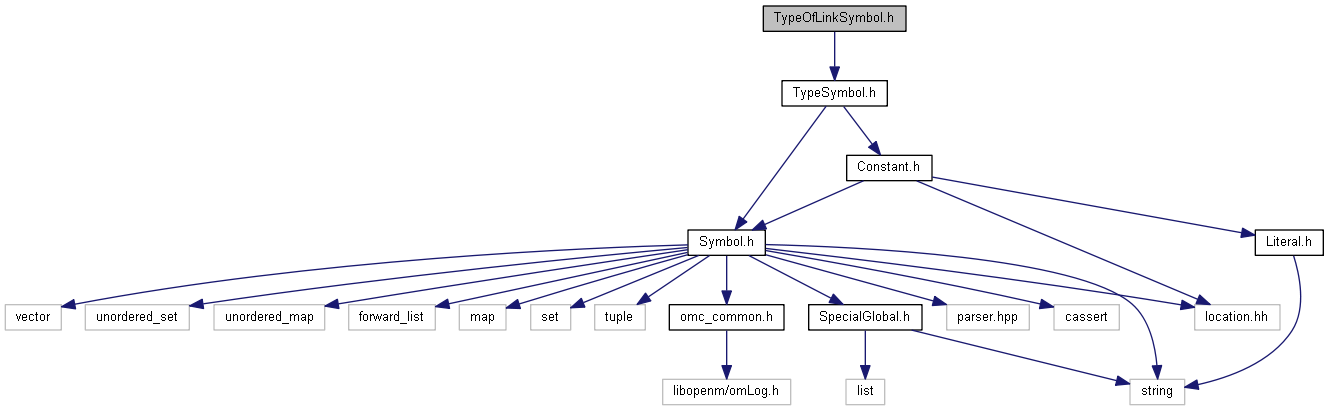 TypeOfLinkSymbol.h
TypeSymbol.h
Constant.h
Symbol.h
Literal.h
vector
unordered_set
unordered_map
forward_list
map
set
tuple
omc_common.h
SpecialGlobal.h
parser.hpp
cassert
location.hh
libopenm/omLog.h
list
string